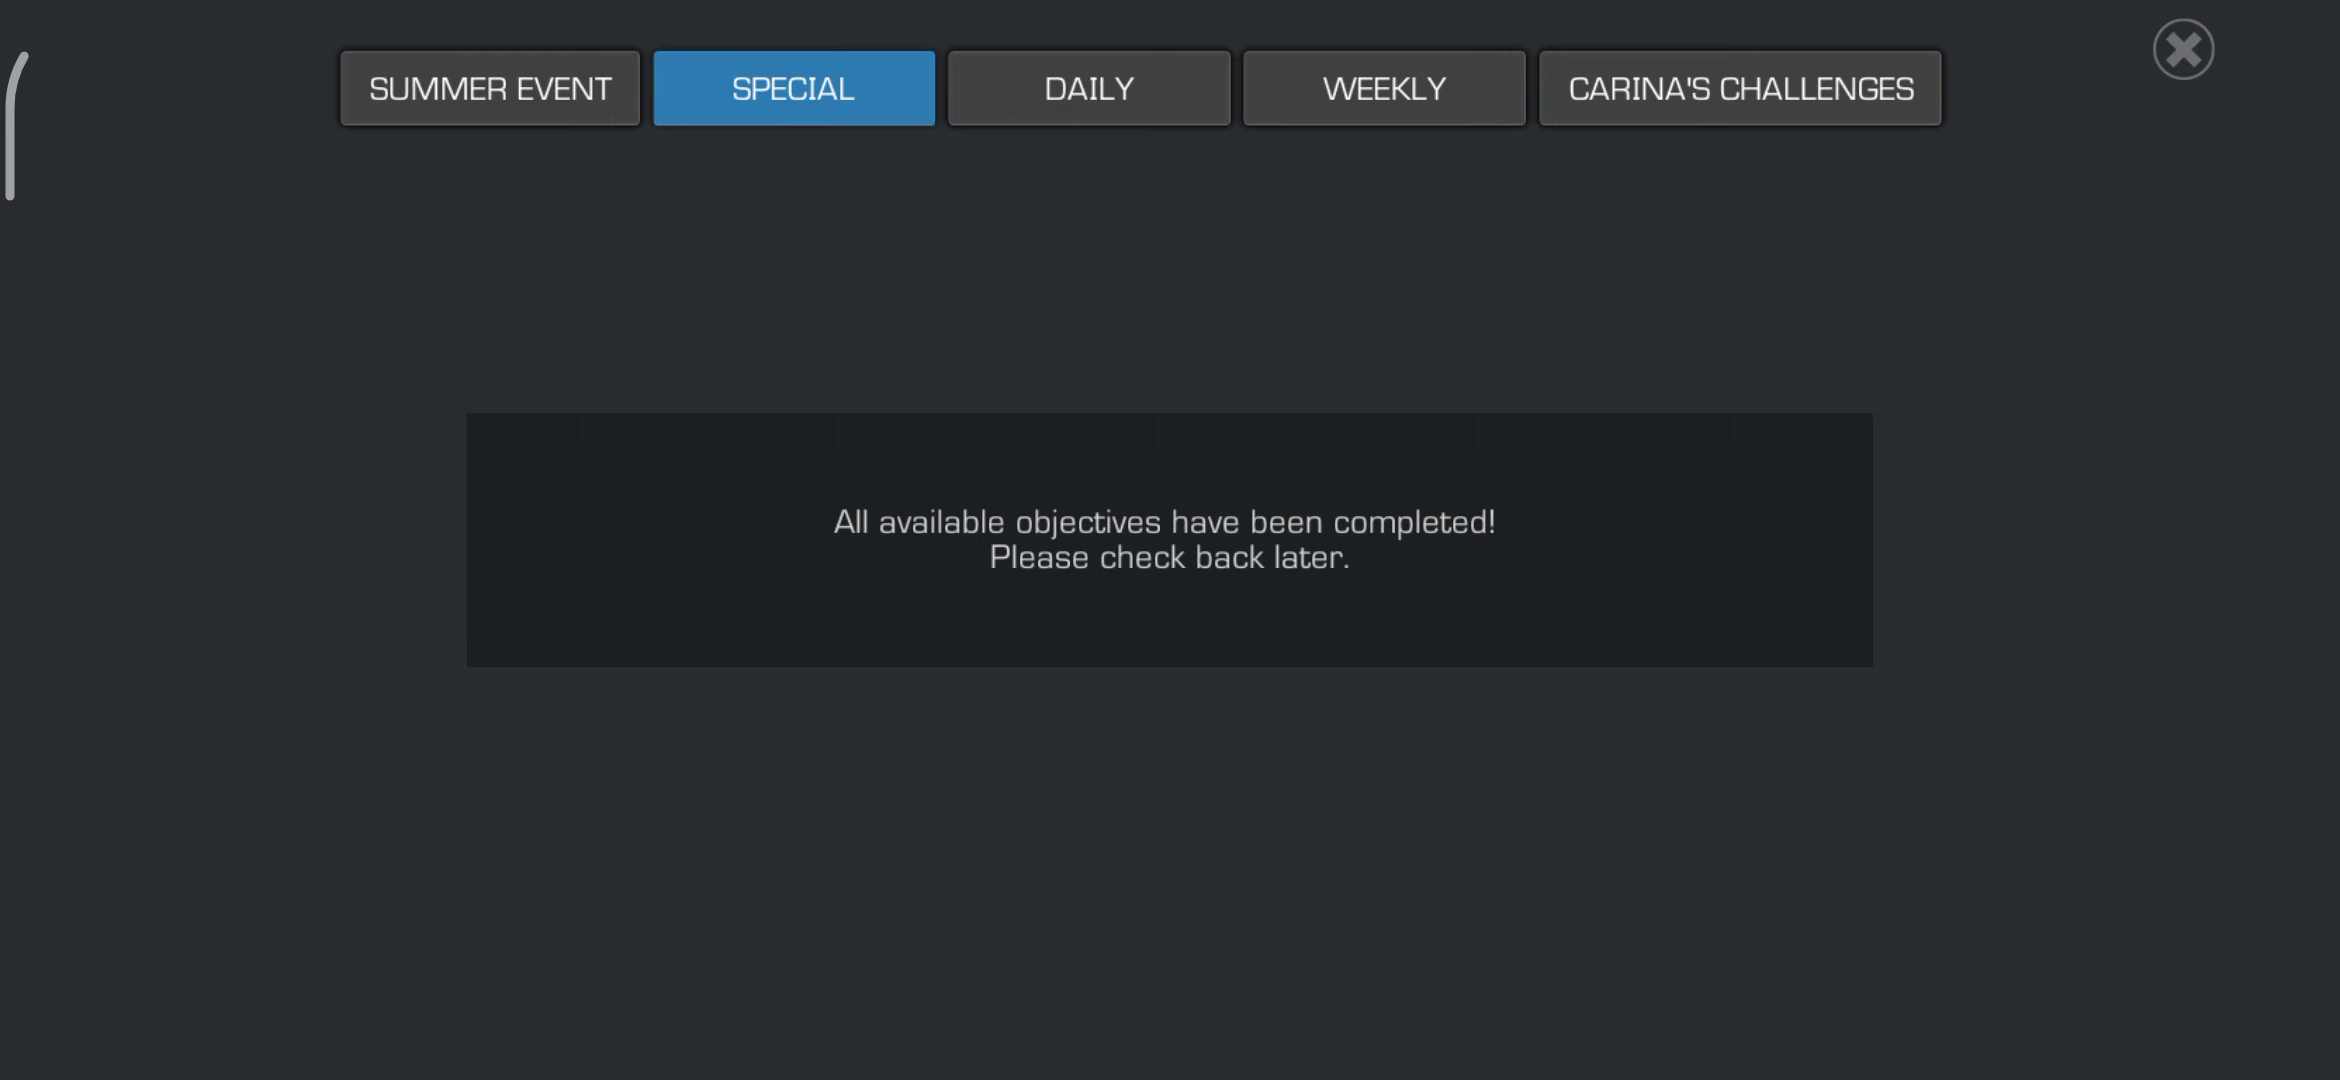 SUMMER EVENT
SPECIAL
DAILY
WEEKLY
CARINA'S CHALLENGES
All available objectives have been completed!
Please check back later.